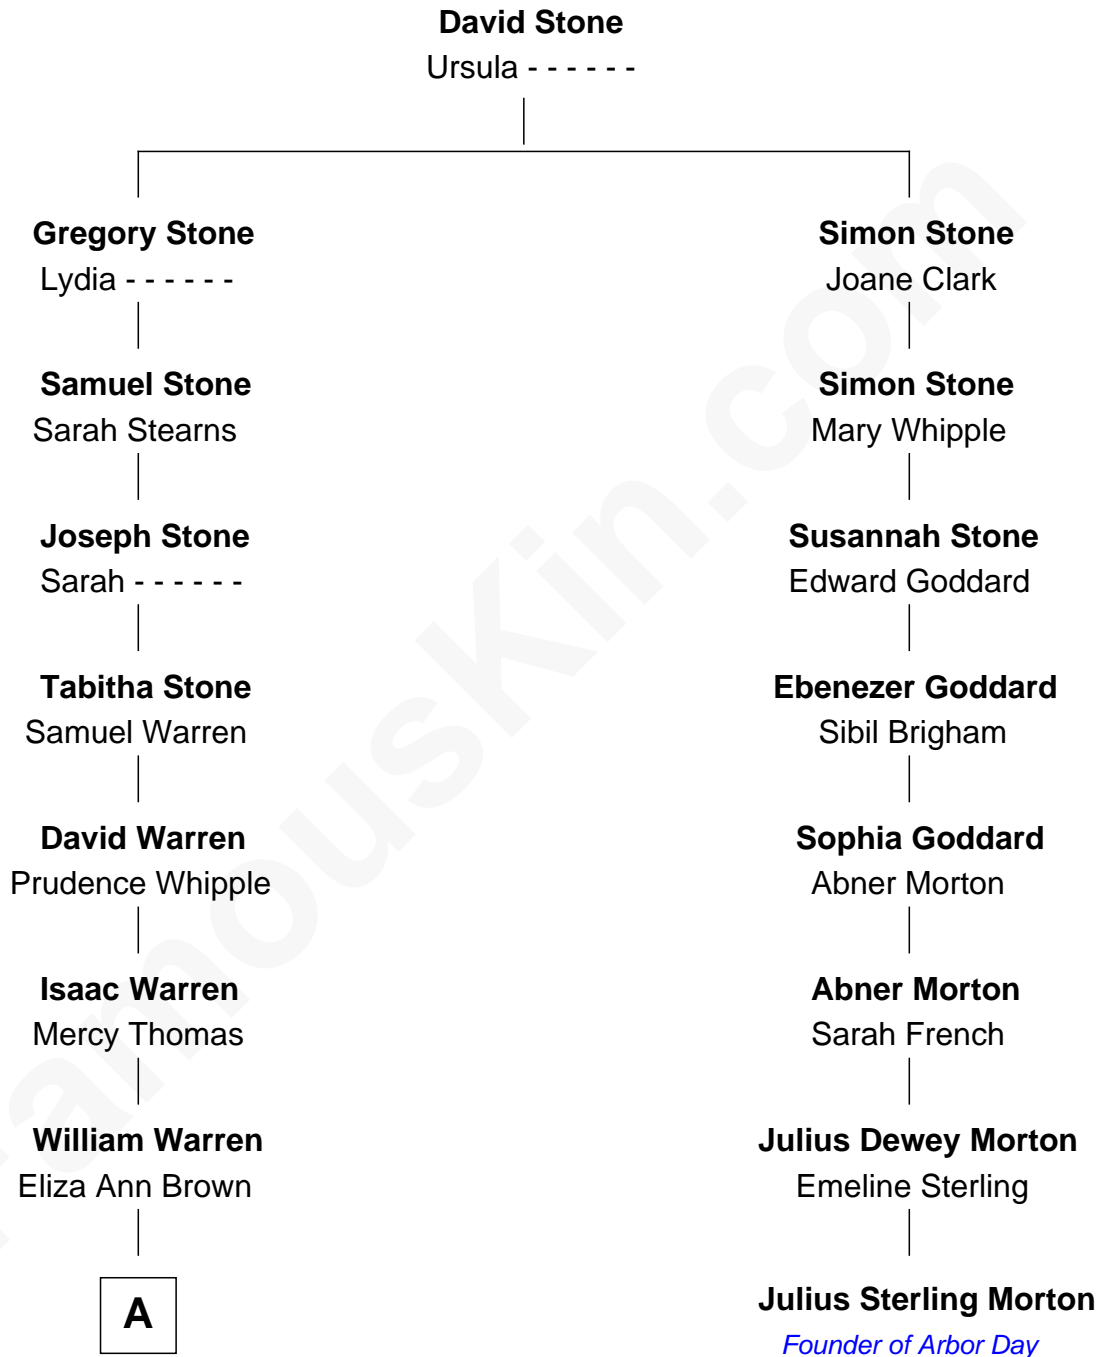 David Stone
Ursula - - - - - -
Gregory Stone
Lydia - - - - - -
Simon Stone
Joane Clark
Samuel Stone
Sarah Stearns
Simon Stone
Mary Whipple
Joseph Stone
Sarah - - - - - -
Susannah Stone
Edward Goddard
Tabitha Stone
Samuel Warren
Ebenezer Goddard
Sibil Brigham
David Warren
Prudence Whipple
Sophia Goddard
Abner Morton
Isaac Warren
Mercy Thomas
Abner Morton
Sarah French
William Warren
Eliza Ann Brown
Julius Dewey Morton
Emeline Sterling
A
Julius Sterling Morton
Founder of Arbor Day
FamousKin.com